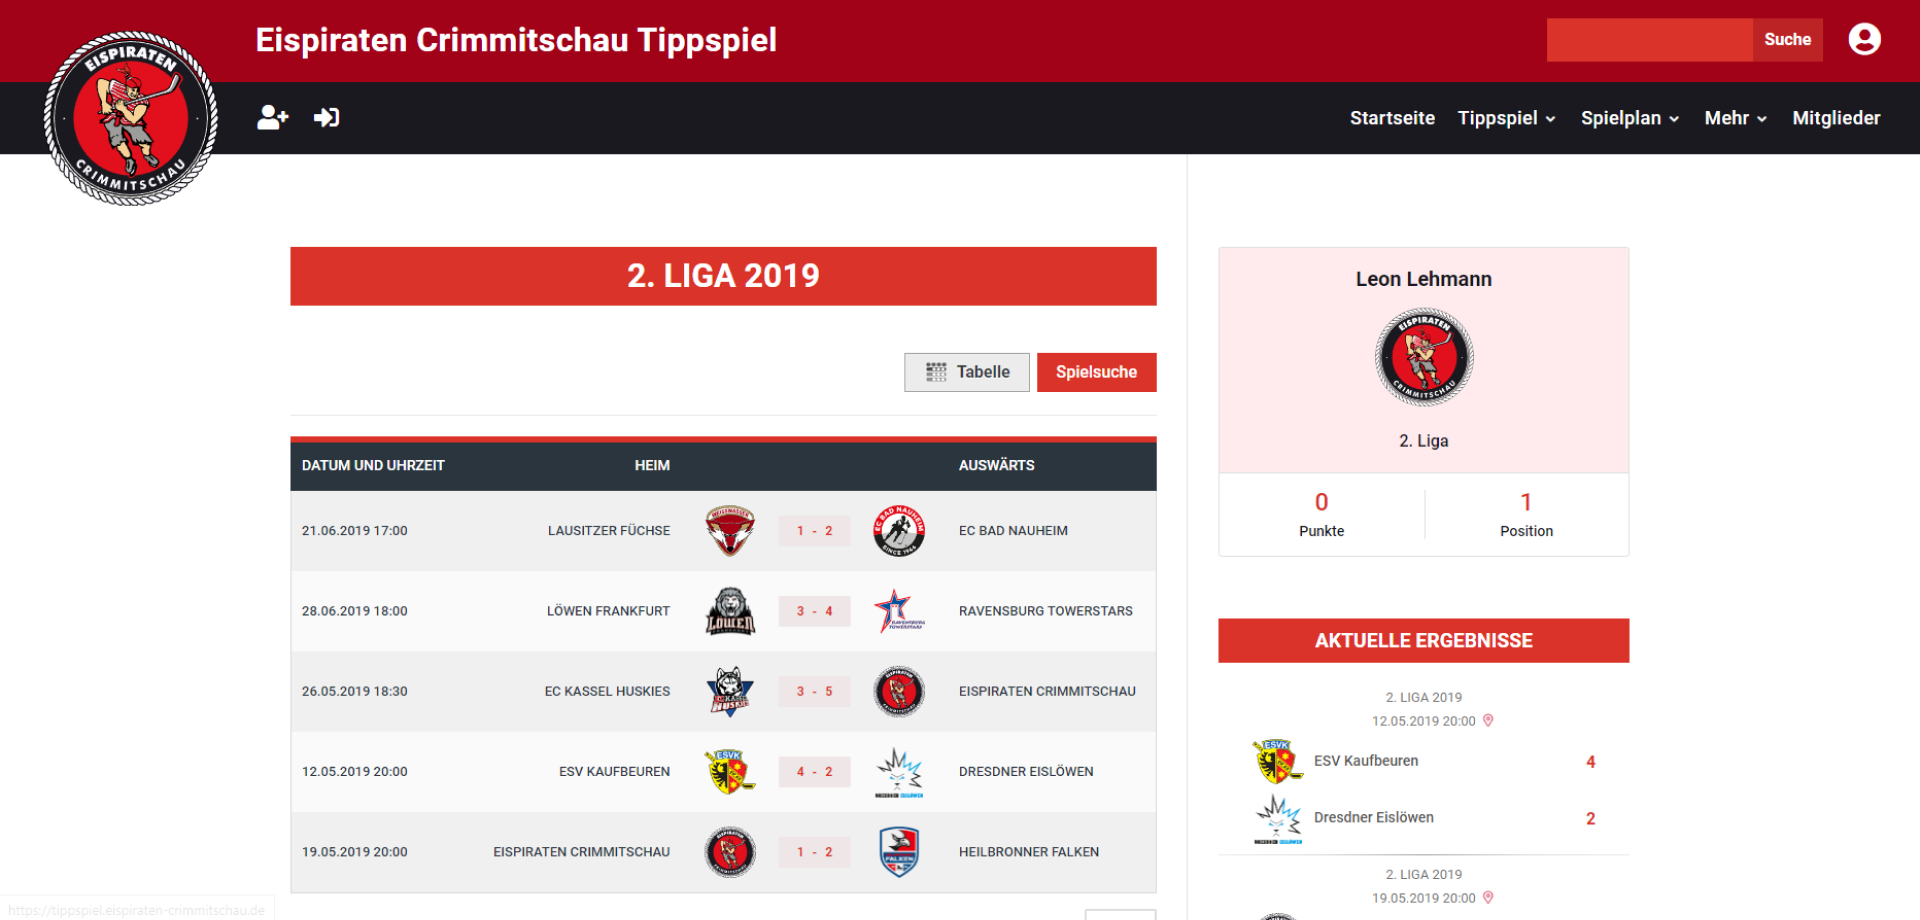 Eispiraten Crimmitschau Tippspiel
Suche
EISPIRATEN
CRIMMITSCHAU
Startseite Tippspiel Spielplan Mehr Mitglieder
2. LIGA 2019
Tabelle Spielsuche
DATUM UND UHRZEIT HEIM AUSWÄRTS
21.06.2019 17:00 LAUSITZER FÜCHSE 1 - 2 EC BAD NAUHEIM
28.06.2019 18:00 LÖWEN FRANKFURT 3 - 4 RAVENSBURG TOWERSTARS
26.05.2019 18:30 EC KASSEL HUSKIES 3 - 5 EISPIRATEN CRIMMITSCHAU
12.05.2019 20:00 ESV KAUFBEUREN 4 - 2 DRESDNER EISLÖWEN
19.05.2019 20:00 EISPIRATEN CRIMMITSCHAU 1 - 2 HEILBRONNER FALKEN
Leon Lehmann
EISPIRATEN
CRIMMITSCHAU
2. Liga
0 1
Punkte Position
AKTUELLE ERGEBNISSE
2. LIGA 2019
12.05.2019 20:00
ESV Kaufbeuren 4
Dresdner Eislöwen 2
2. LIGA 2019
19.05.2019 20:00
https://tippspiel.eispiraten-crimmitschau.de